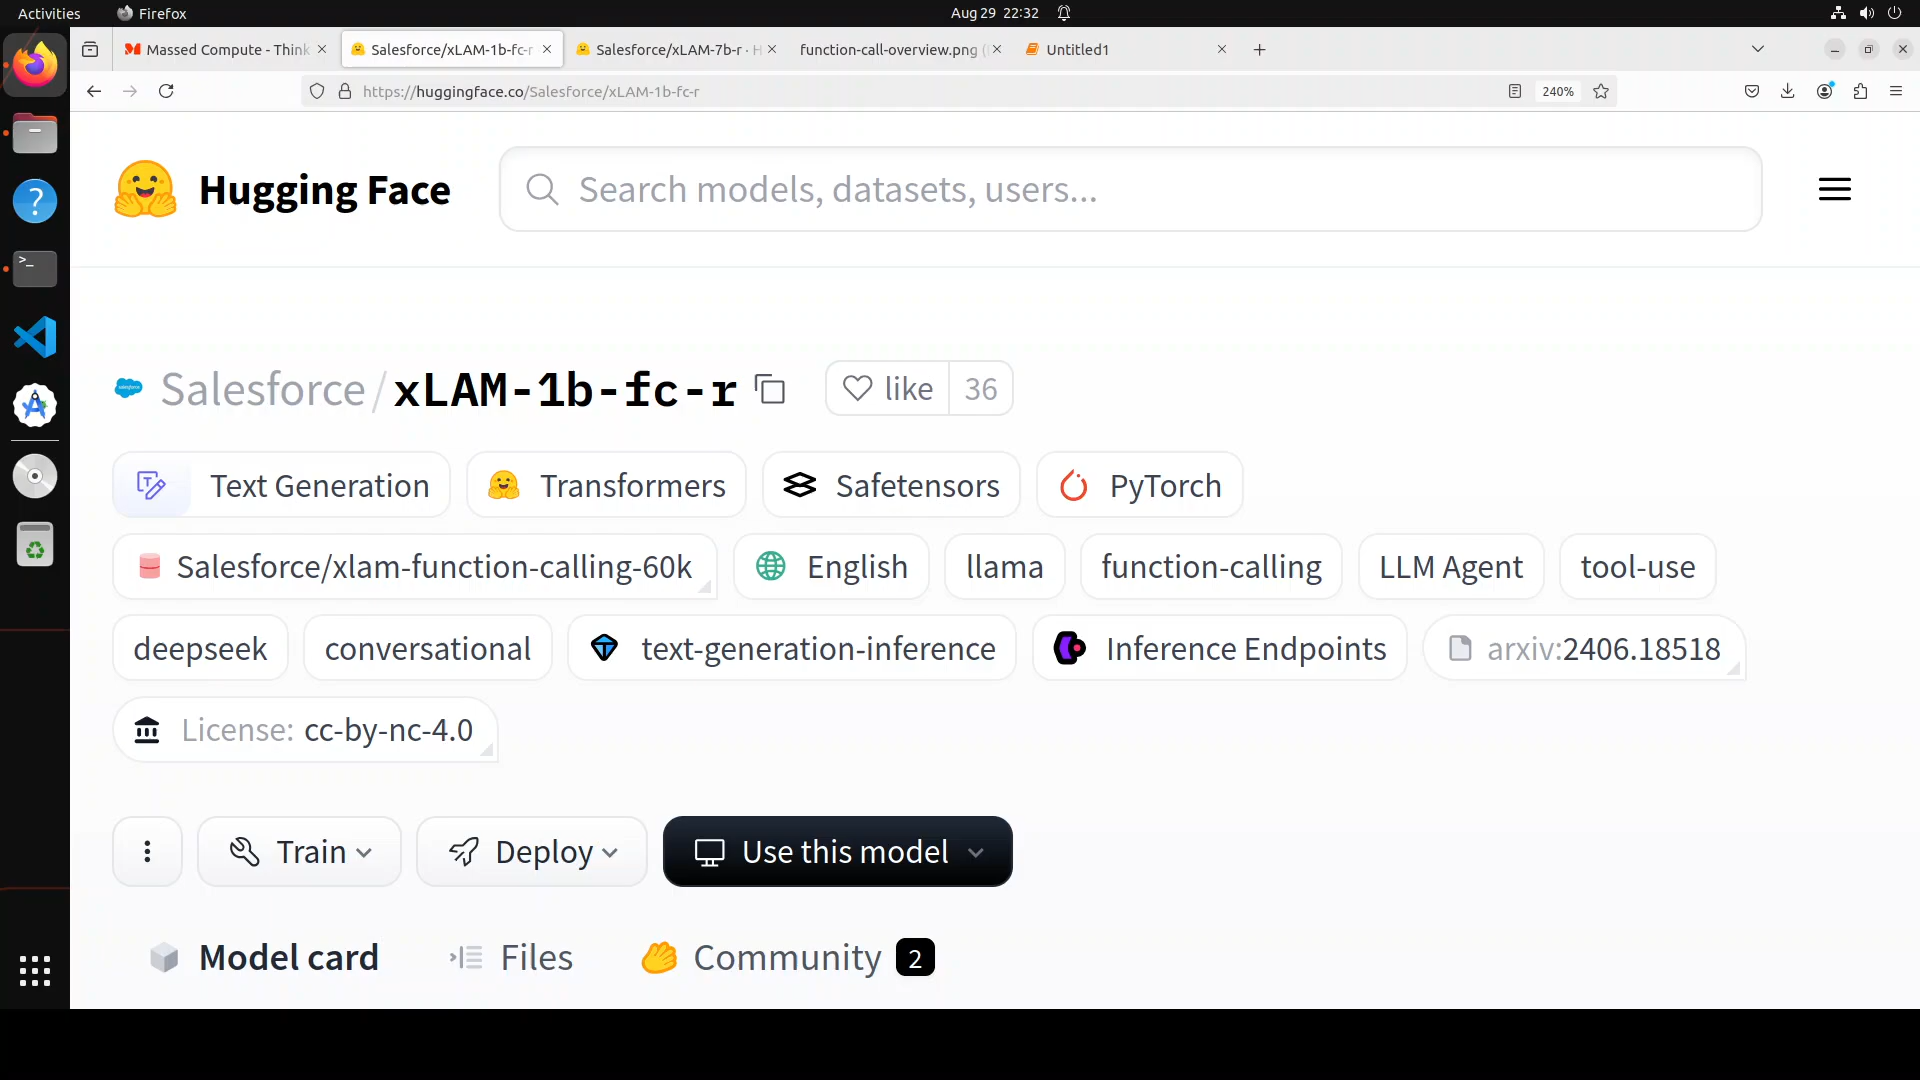 Activities Firefox Aug 29 22:32
Massed Compute - Think Salesforce/xLAM-1b-fc-r Salesforce/xLAM-7b-r · H function-call-overview.png ( Untitled1
https://huggingface.co/Salesforce/xLAM-1b-fc-r 240%
Hugging Face Search models, datasets, users...
Salesforce/xLAM-1b-fc-r like 36
Text Generation Transformers Safetensors PyTorch
Salesforce/xlam-function-calling-60k English llama function-calling LLM Agent tool-use
deepseek conversational text-generation-inference Inference Endpoints arxiv:2406.18518
License: cc-by-nc-4.0
Train Deploy Use this model
Model card Files Community 2